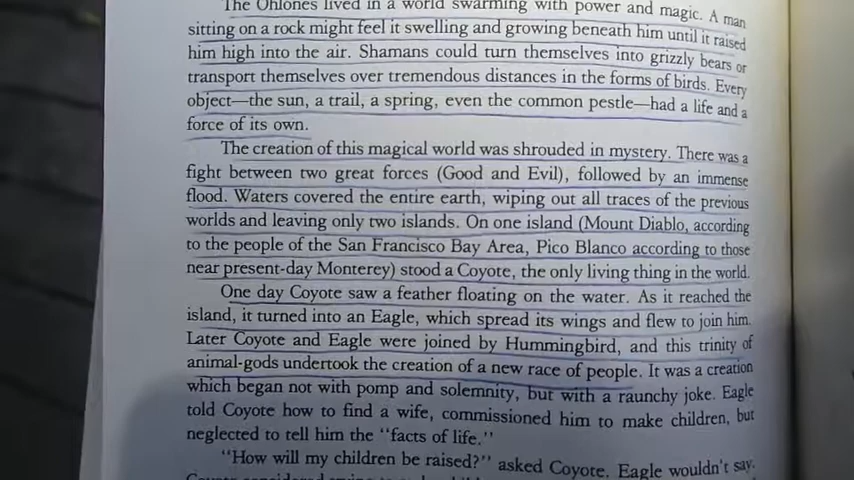 The Ohlones lived in a world swarming with power and magic. A man
sitting on a rock might feel it swelling and growing beneath him until it raised
him high into the air. Shamans could turn themselves into grizzly bears or
transport themselves over tremendous distances in the forms of birds. Every
object—the sun, a trail, a spring, even the common pestle—had a life and a
force of its own.
The creation of this magical world was shrouded in mystery. There was a
fight between two great forces (Good and Evil), followed by an immense
flood. Waters covered the entire earth, wiping out all traces of the previous
worlds and leaving only two islands. On one island (Mount Diablo, according
to the people of the San Francisco Bay Area, Pico Blanco according to those
near present-day Monterey) stood a Coyote, the only living thing in the world.
One day Coyote saw a feather floating on the water. As it reached the
island, it turned into an Eagle, which spread its wings and flew to join him.
Later Coyote and Eagle were joined by Hummingbird, and this trinity of
animal-gods undertook the creation of a new race of people. It was a creation
which began not with pomp and solemnity, but with a raunchy joke. Eagle
told Coyote how to find a wife, commissioned him to make children, but
neglected to tell him the "facts of life."
"How will my children be raised?" asked Coyote. Eagle wouldn't say.
Coyote considered